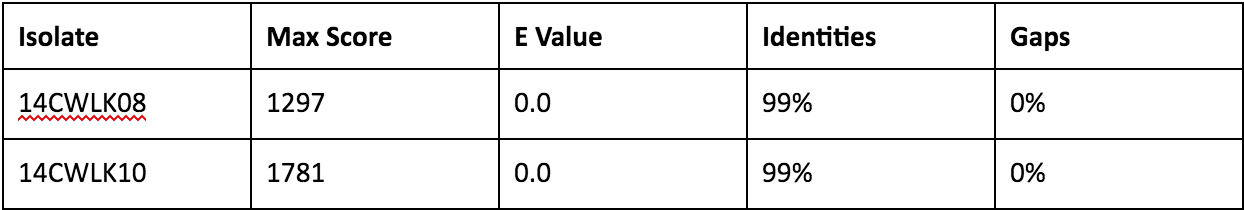 Isolate Max Score E Value Identities Gaps
14CWLK08 1297 0.0 99% 0%
14CWLK10 1781 0.0 99% 0%